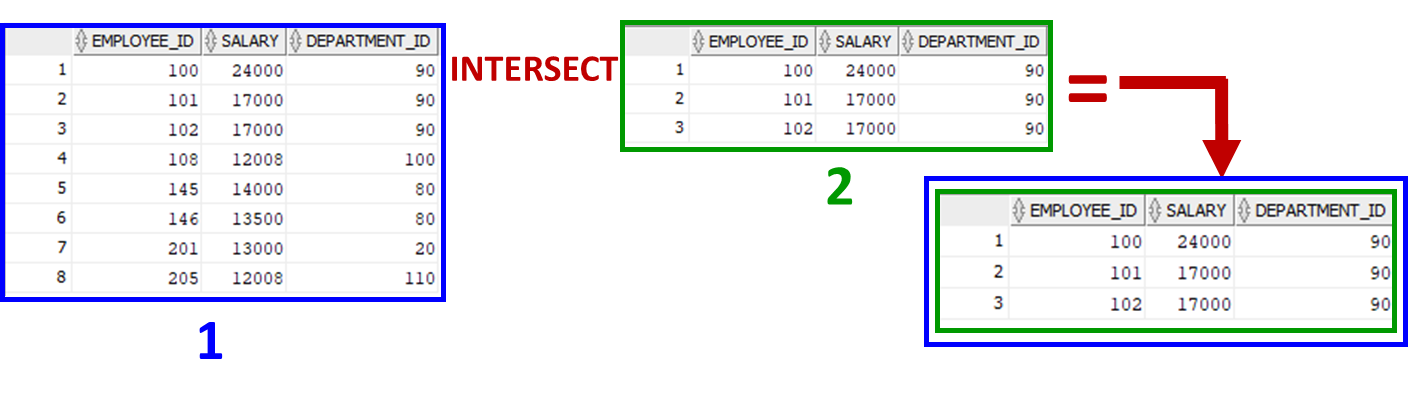 EMPLOYEE_ID SALARY DEPARTMENT_ID
1 100 24000 90
2 101 17000 90
3 102 17000 90
4 108 12008 100
5 145 14000 80
6 146 13500 80
7 201 13000 20
8 205 12008 110
1
INTERSECT
EMPLOYEE_ID SALARY DEPARTMENT_ID
1 100 24000 90
2 101 17000 90
3 102 17000 90
2
=
EMPLOYEE_ID SALARY DEPARTMENT_ID
1 100 24000 90
2 101 17000 90
3 102 17000 90